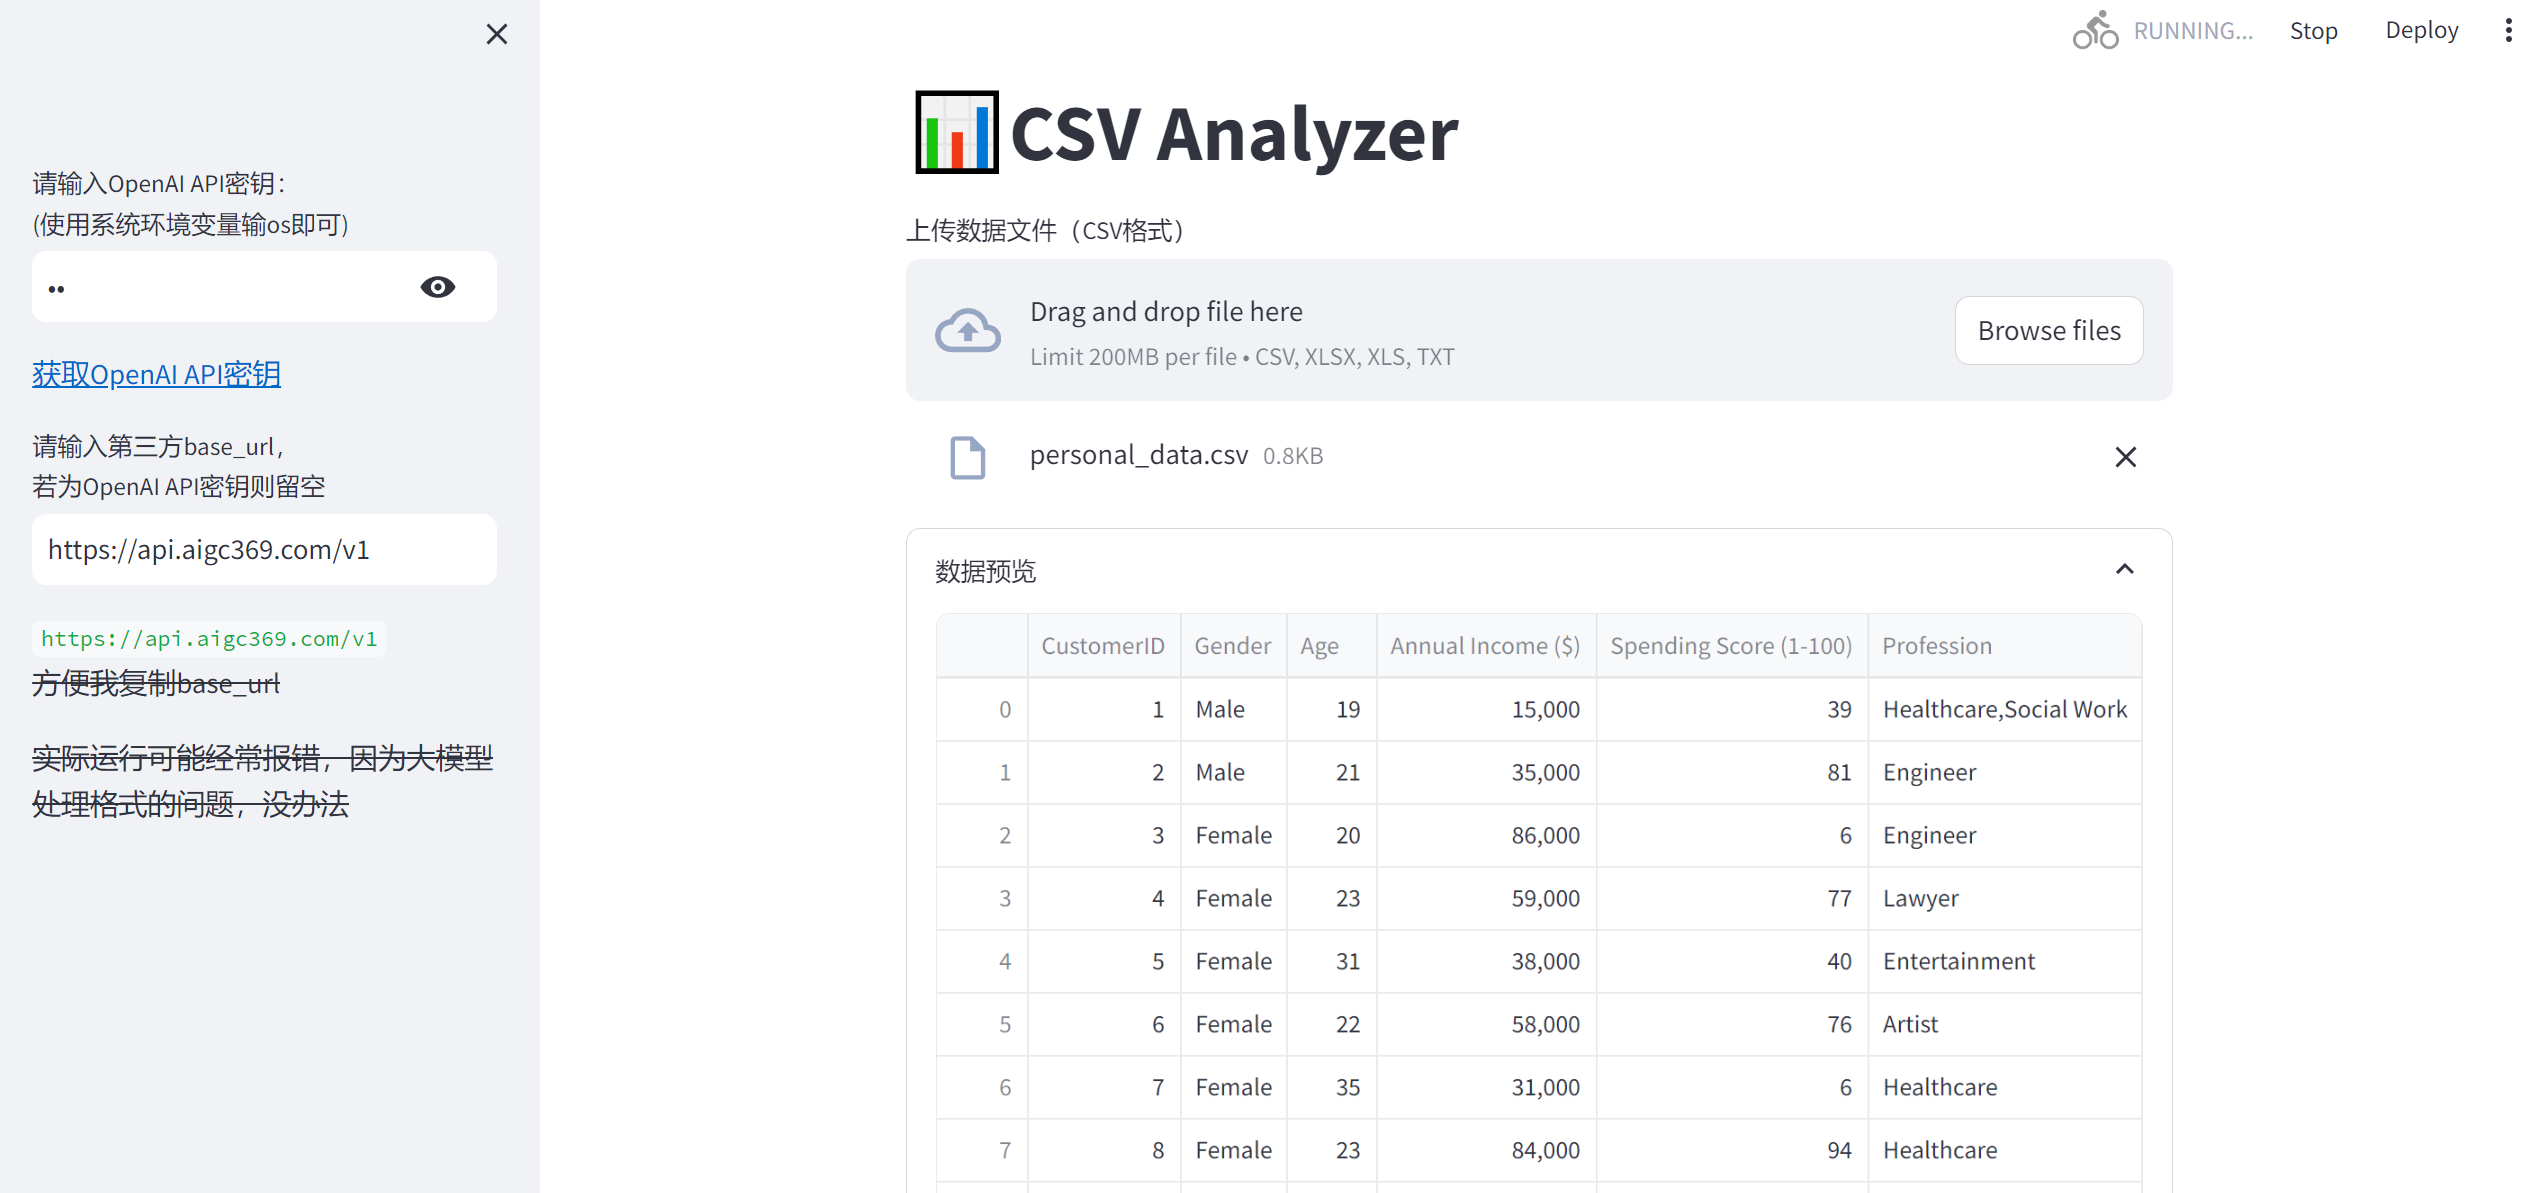 RUNNING...
Stop
Deploy
请输入OpenAI API密钥：
(使用系统环境变量输os即可)
••
获取OpenAI API密钥
请输入第三方base_url，
若为OpenAI API密钥则留空
https://api.aigc369.com/v1
https://api.aigc369.com/v1
方便我复制base_url
实际运行可能经常报错，因为大模型
处理格式的问题，没办法
CSV Analyzer
上传数据文件（CSV格式）
Drag and drop file here
Limit 200MB per file • CSV, XLSX, XLS, TXT
Browse files
personal_data.csv 0.8KB
数据预览
CustomerID Gender Age Annual Income ($) Spending Score (1-100) Profession
0 1 Male 19 15,000 39 Healthcare,Social Work
1 2 Male 21 35,000 81 Engineer
2 3 Female 20 86,000 6 Engineer
3 4 Female 23 59,000 77 Lawyer
4 5 Female 31 38,000 40 Entertainment
5 6 Female 22 58,000 76 Artist
6 7 Female 35 31,000 6 Healthcare
7 8 Female 23 84,000 94 Healthcare